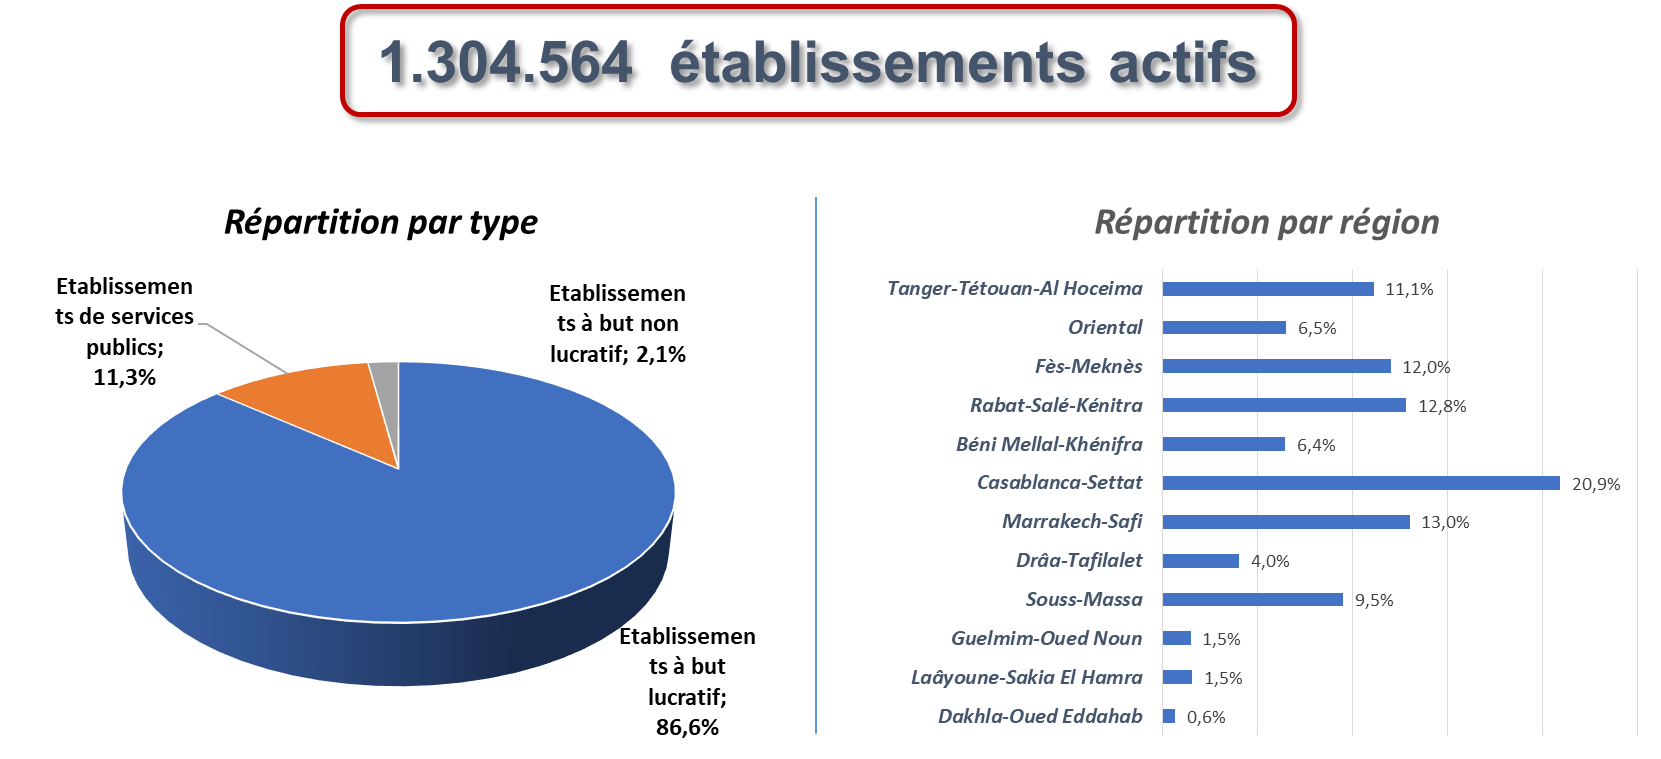 1.304.564 établissements actifs
Répartition par type
Etablissemen
ts de services
publics;
11,3%
Etablissemen
ts à but non
lucratif; 2,1%
Etablissemen
ts à but
lucratif;
86,6%
Répartition par région
Tanger-Tétouan-Al Hoceima 11,1%
Oriental 6,5%
Fès-Meknès 12,0%
Rabat-Salé-Kénitra 12,8%
Béni Mellal-Khénifra 6,4%
Casablanca-Settat 20,9%
Marrakech-Safi 13,0%
Drâa-Tafilalet 4,0%
Souss-Massa 9,5%
Guelmim-Oued Noun 1,5%
Laâyoune-Sakia El Hamra 1,5%
Dakhla-Oued Eddahab 0,6%